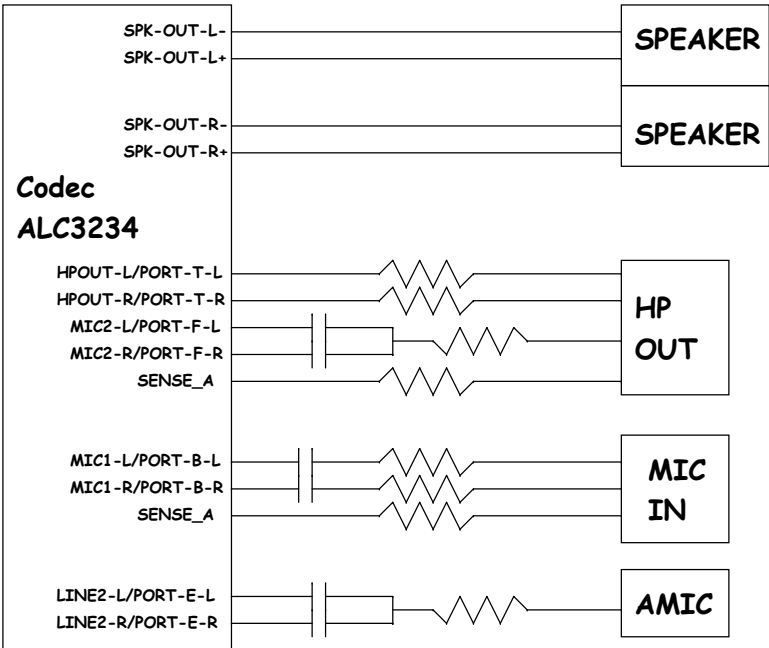 SPK-OUT-L-
SPK-OUT-L+
SPEAKER
SPK-OUT-R-
SPK-OUT-R+
SPEAKER
Codec
ALC3234
HPOUT-L/PORT-T-L
HPOUT-R/PORT-T-R
MIC2-L/PORT-F-L
MIC2-R/PORT-F-R
SENSE_A
HP
OUT
MIC1-L/PORT-B-L
MIC1-R/PORT-B-R
SENSE_A
MIC
IN
LINE2-L/PORT-E-L
LINE2-R/PORT-E-R
AMIC